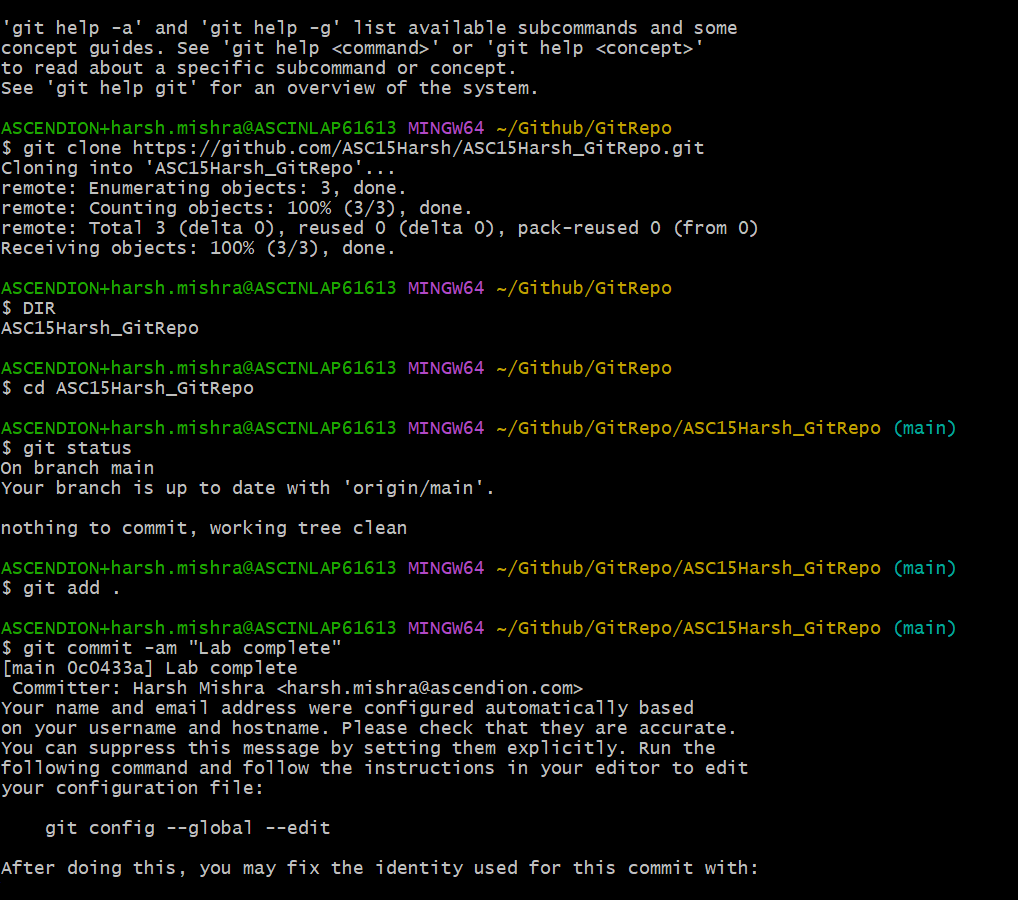 'git help -a' and 'git help -g' list available subcommands and some
concept guides. See 'git help <command>' or 'git help <concept>'
to read about a specific subcommand or concept.
See 'git help git' for an overview of the system.
ASCENDION+harsh.mishra@ASCINLAP61613 MINGW64 ~/Github/GitRepo
$ git clone https://github.com/ASC15Harsh/ASC15Harsh_GitRepo.git
Cloning into 'ASC15Harsh_GitRepo'...
remote: Enumerating objects: 3, done.
remote: Counting objects: 100% (3/3), done.
remote: Total 3 (delta 0), reused 0 (delta 0), pack-reused 0 (from 0)
Receiving objects: 100% (3/3), done.
ASCENDION+harsh.mishra@ASCINLAP61613 MINGW64 ~/Github/GitRepo
$ DIR
ASC15Harsh_GitRepo
ASCENDION+harsh.mishra@ASCINLAP61613 MINGW64 ~/Github/GitRepo
$ cd ASC15Harsh_GitRepo
ASCENDION+harsh.mishra@ASCINLAP61613 MINGW64 ~/Github/GitRepo/ASC15Harsh_GitRepo (main)
$ git status
On branch main
Your branch is up to date with 'origin/main'.
nothing to commit, working tree clean
ASCENDION+harsh.mishra@ASCINLAP61613 MINGW64 ~/Github/GitRepo/ASC15Harsh_GitRepo (main)
$ git add .
ASCENDION+harsh.mishra@ASCINLAP61613 MINGW64 ~/Github/GitRepo/ASC15Harsh_GitRepo (main)
$ git commit -am "Lab complete"
[main 0c0433a] Lab complete
 Committer: Harsh Mishra <harsh.mishra@ascendion.com>
Your name and email address were configured automatically based
on your username and hostname. Please check that they are accurate.
You can suppress this message by setting them explicitly. Run the
following command and follow the instructions in your editor to edit
your configuration file:
    git config --global --edit
After doing this, you may fix the identity used for this commit with: